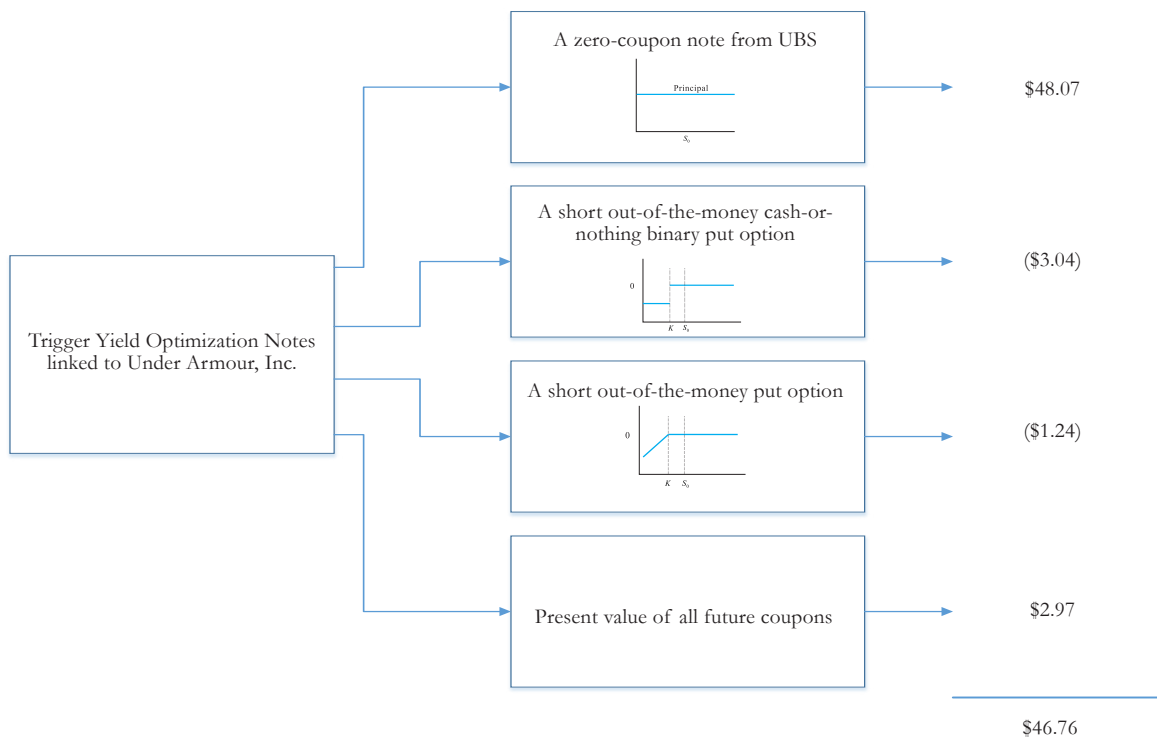 A zero-coupon note from UBS
Principal
S₀
$48.07
A short out-of-the-money cash-or-
nothing binary put option
0
K S₀
($3.04)
Trigger Yield Optimization Notes
linked to Under Armour, Inc.
A short out-of-the-money put option
0
K S₀
($1.24)
Present value of all future coupons
$2.97
$46.76